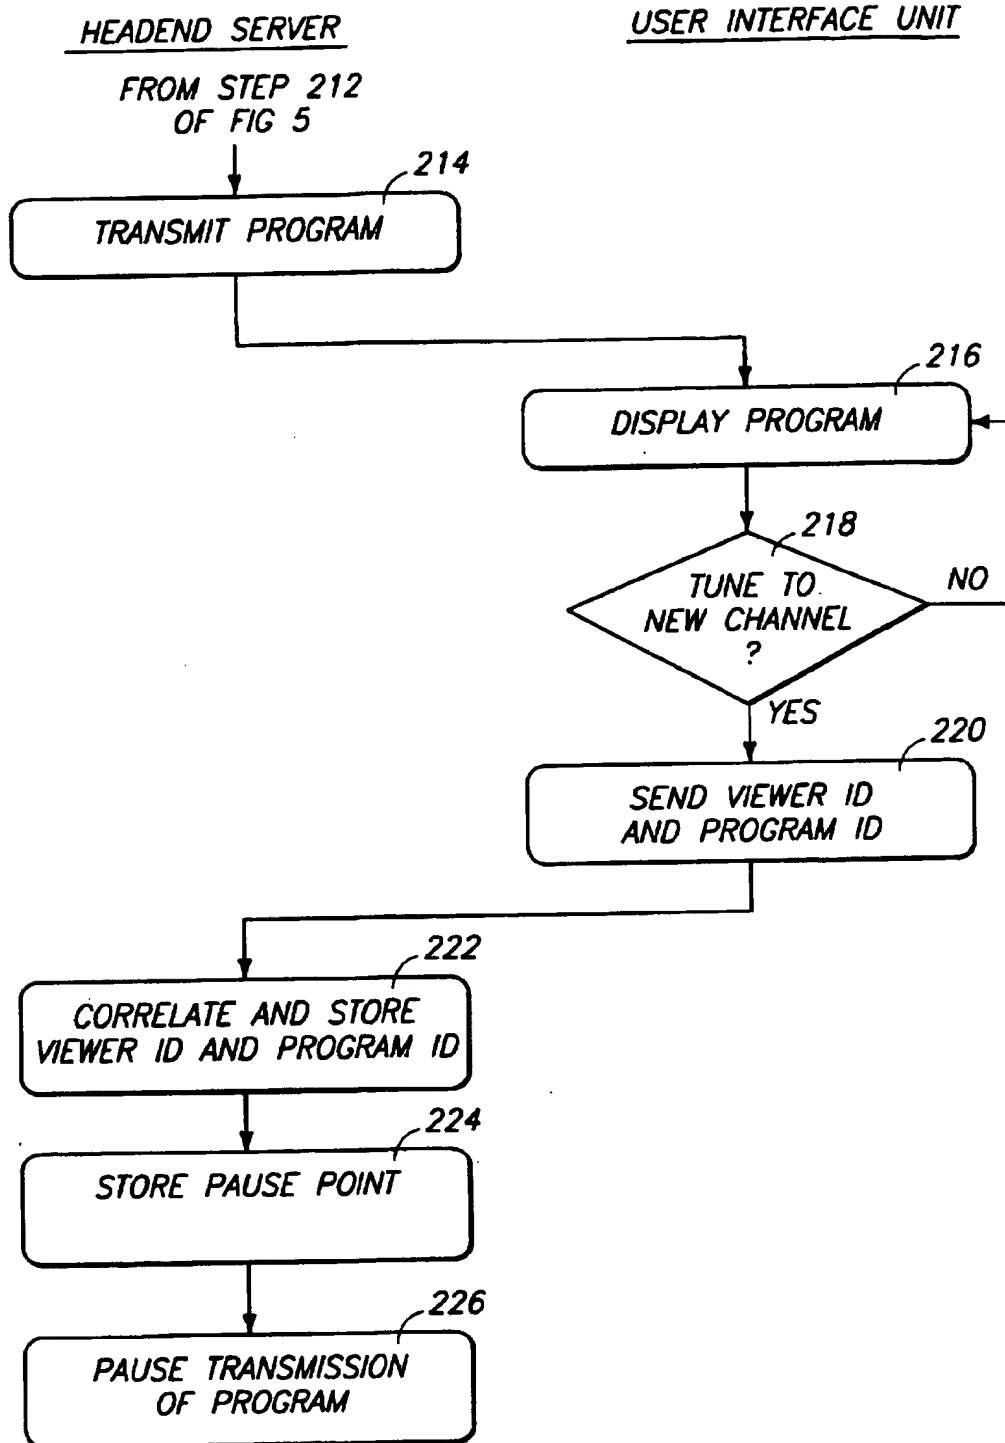 HEADEND SERVER
USER INTERFACE UNIT
FROM STEP 212
OF FIG 5
214
TRANSMIT PROGRAM
216
DISPLAY PROGRAM
218
TUNE TO
NEW CHANNEL
?
NO
YES
220
SEND VIEWER ID
AND PROGRAM ID
222
CORRELATE AND STORE
VIEWER ID AND PROGRAM ID
224
STORE PAUSE POINT
226
PAUSE TRANSMISSION
OF PROGRAM